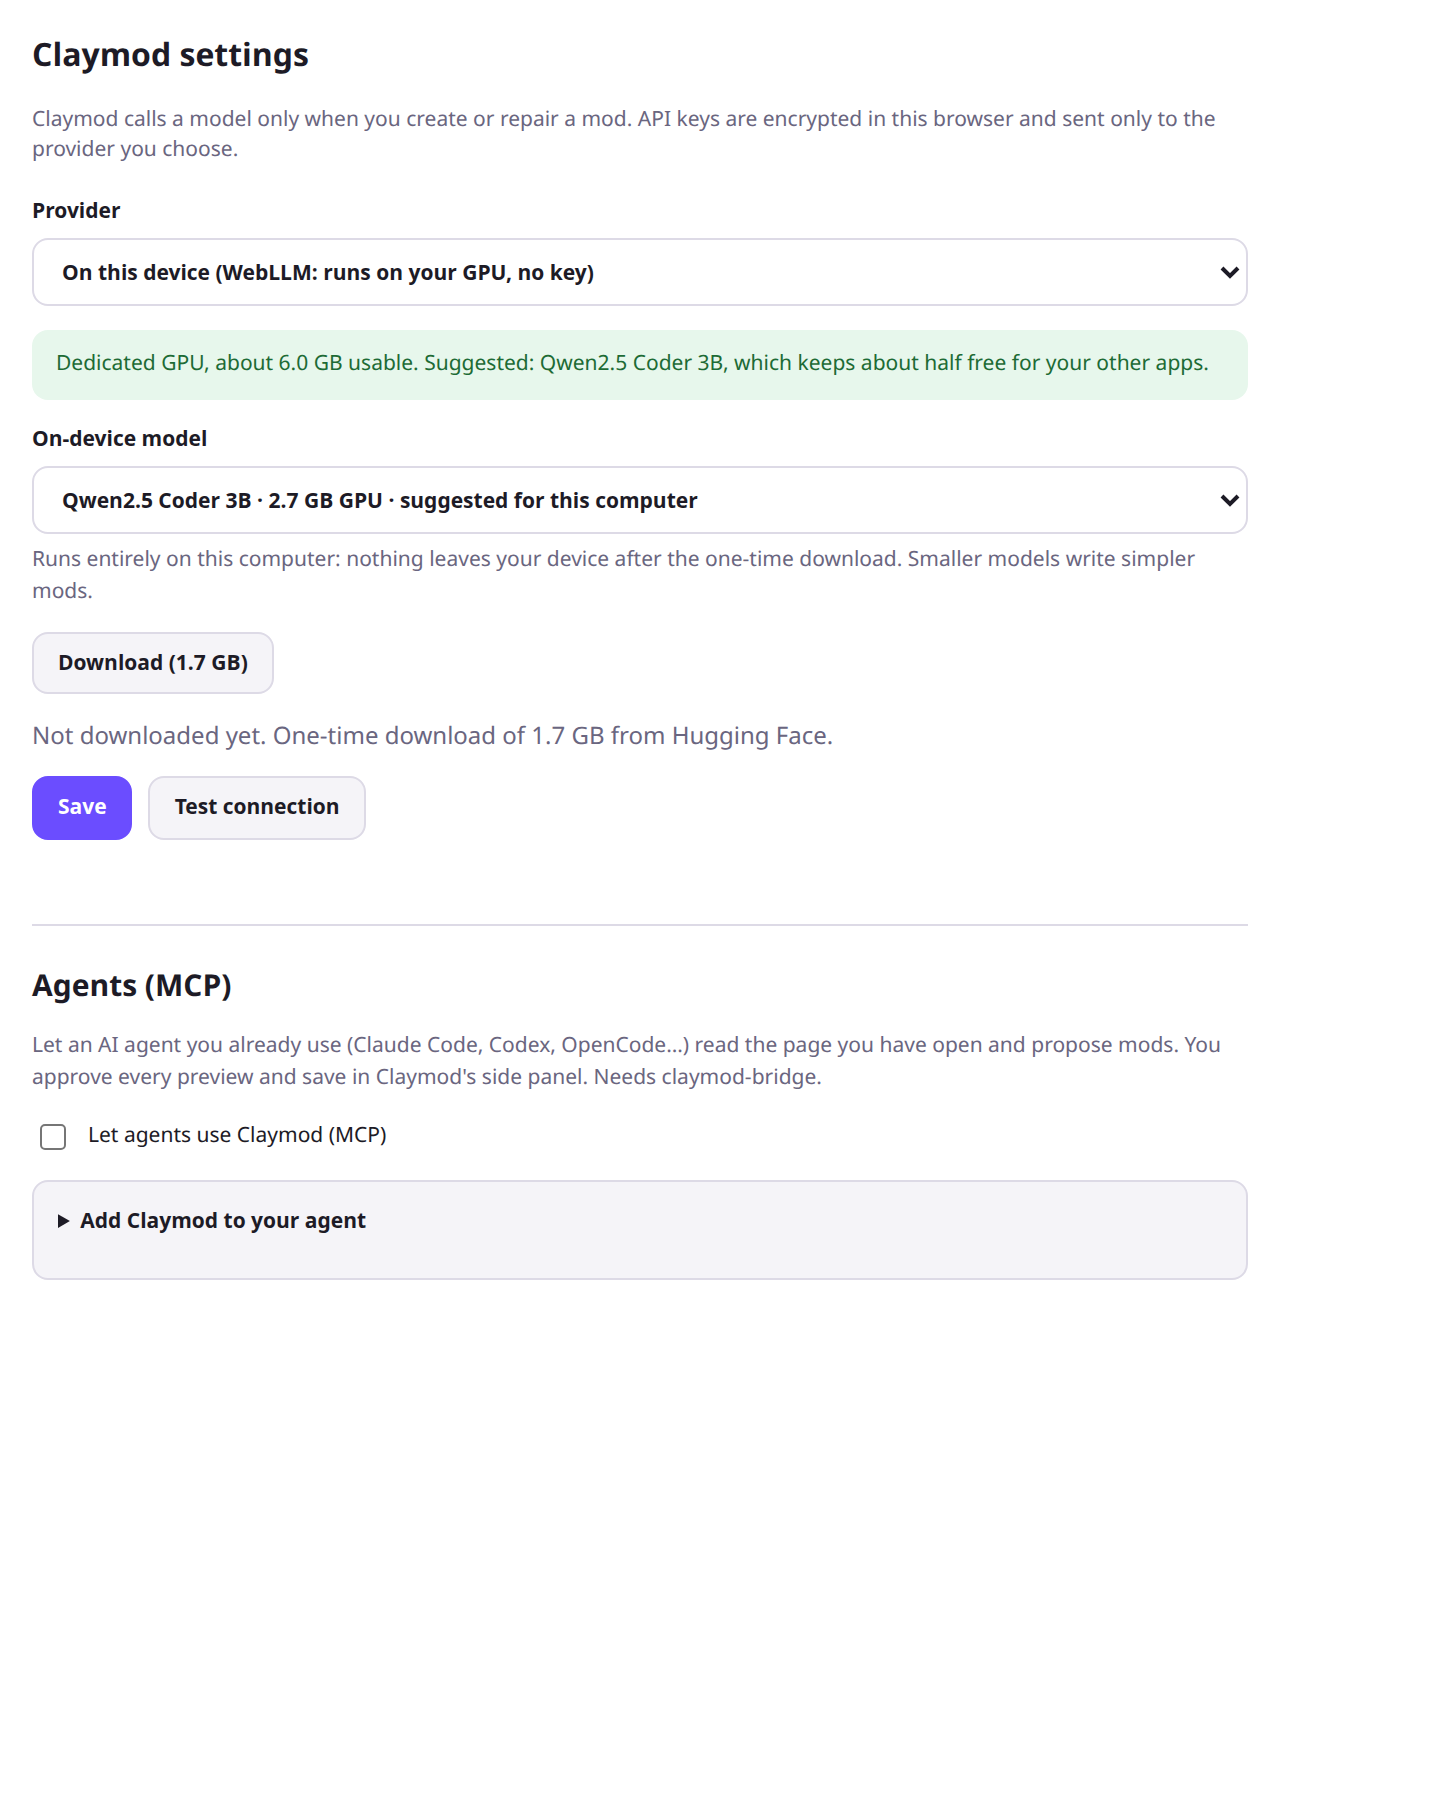 Claymod settings
Claymod calls a model only when you create or repair a mod. API keys are encrypted in this browser and sent only to the
provider you choose.
Provider
On this device (WebLLM: runs on your GPU, no key)
Dedicated GPU, about 6.0 GB usable. Suggested: Qwen2.5 Coder 3B, which keeps about half free for your other apps.
On-device model
Qwen2.5 Coder 3B · 2.7 GB GPU · suggested for this computer
Runs entirely on this computer: nothing leaves your device after the one-time download. Smaller models write simpler
mods.
Download (1.7 GB)
Not downloaded yet. One-time download of 1.7 GB from Hugging Face.
Save
Test connection
Agents (MCP)
Let an AI agent you already use (Claude Code, Codex, OpenCode…) read the page you have open and propose mods. You
approve every preview and save in Claymod's side panel. Needs claymod-bridge.
Let agents use Claymod (MCP)
Add Claymod to your agent